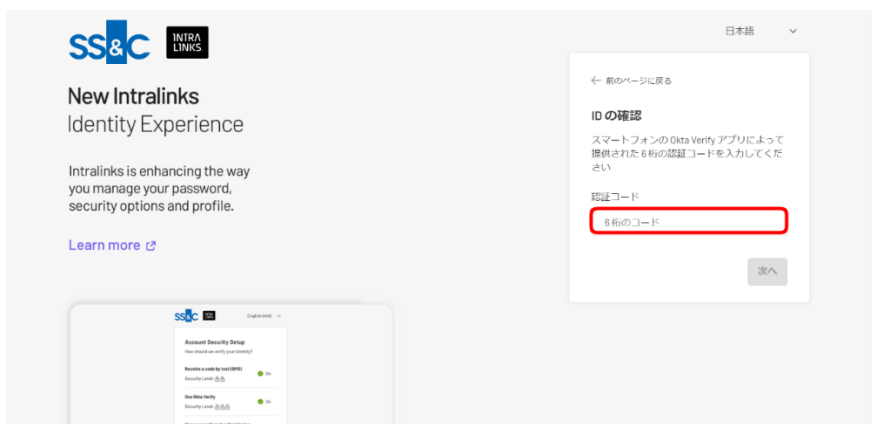 SS&C INTRA LINKS
日本語
New Intralinks
Identity Experience
Intralinks is enhancing the way
you manage your password,
security options and profile.
Learn more
← 前のページに戻る
ID の確認
スマートフォンの Okta Verify アプリによって
提供された 6 桁の認証コードを入力してくだ
さい
認証コード
6 桁のコード
次へ
SS&C
English (US)
Account Security Setup
How should we verify your identity?
Receive a code by text (SMS)
On
Security Level:
Use Okta Verify
On
Security Level: